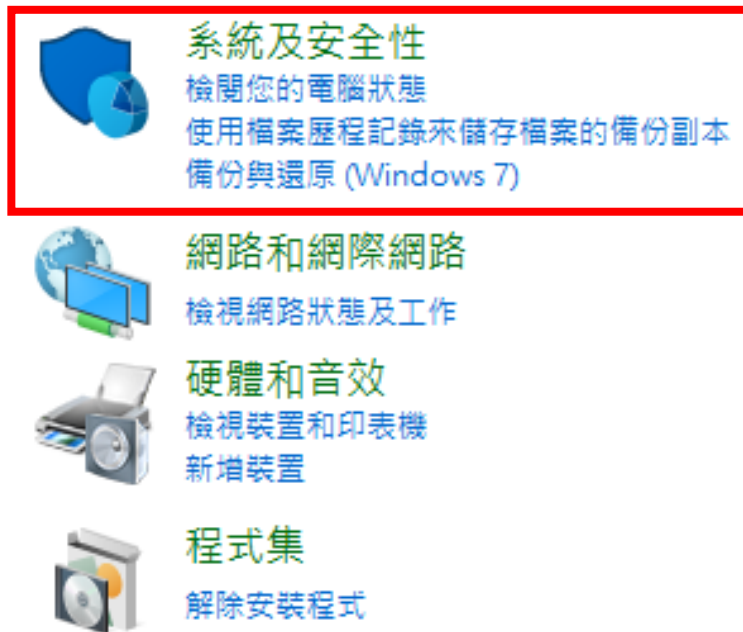 系統及安全性
檢閱您的電腦狀態
使用檔案歷程記錄來儲存檔案的備份副本
備份與還原 (Windows 7)
網路和網際網路
檢視網路狀態及工作
硬體和音效
檢視裝置和印表機
新增裝置
程式集
解除安裝程式